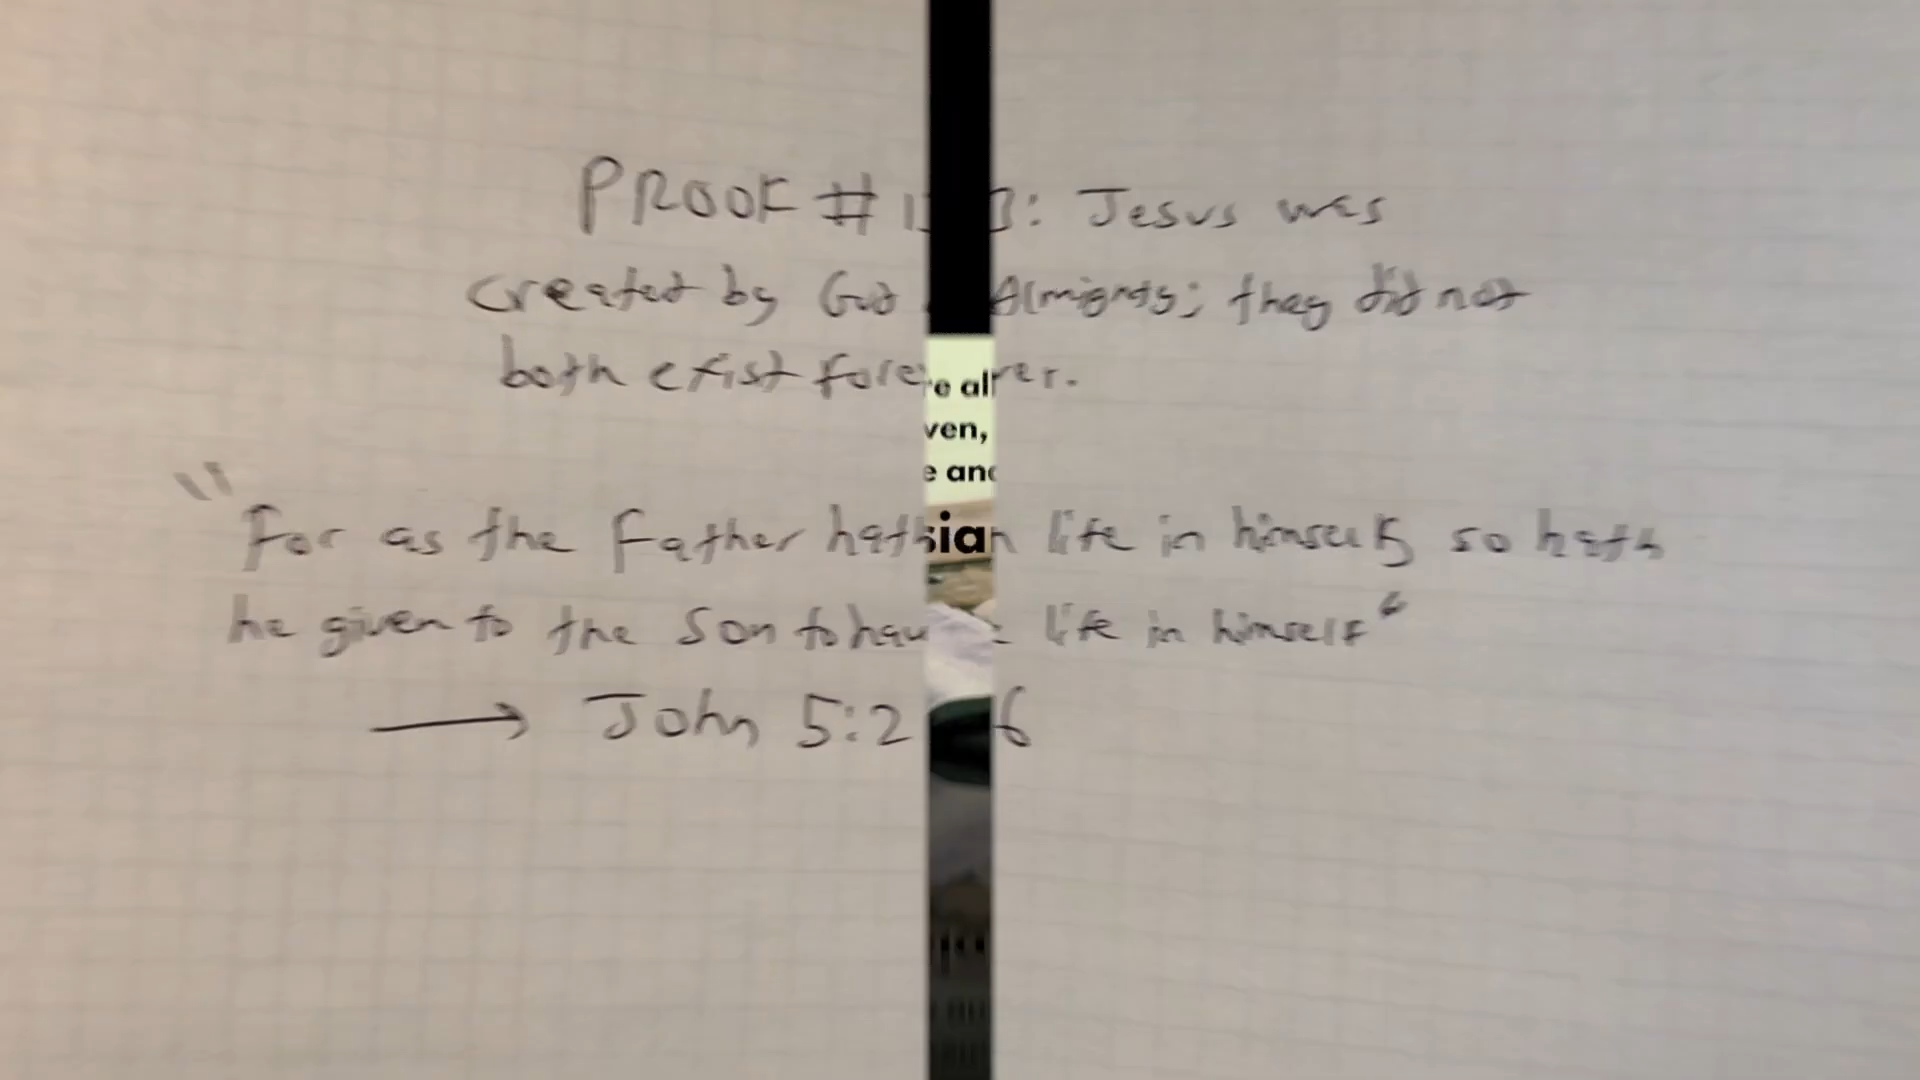 PROOF #1 3: Jesus was
created by God Almighty; they did not
both exist forever.
"For as the Father hath life in himself, so hath
he given to the Son to have life in himself"
→ John 5:26
e al
ven,
e and
sian